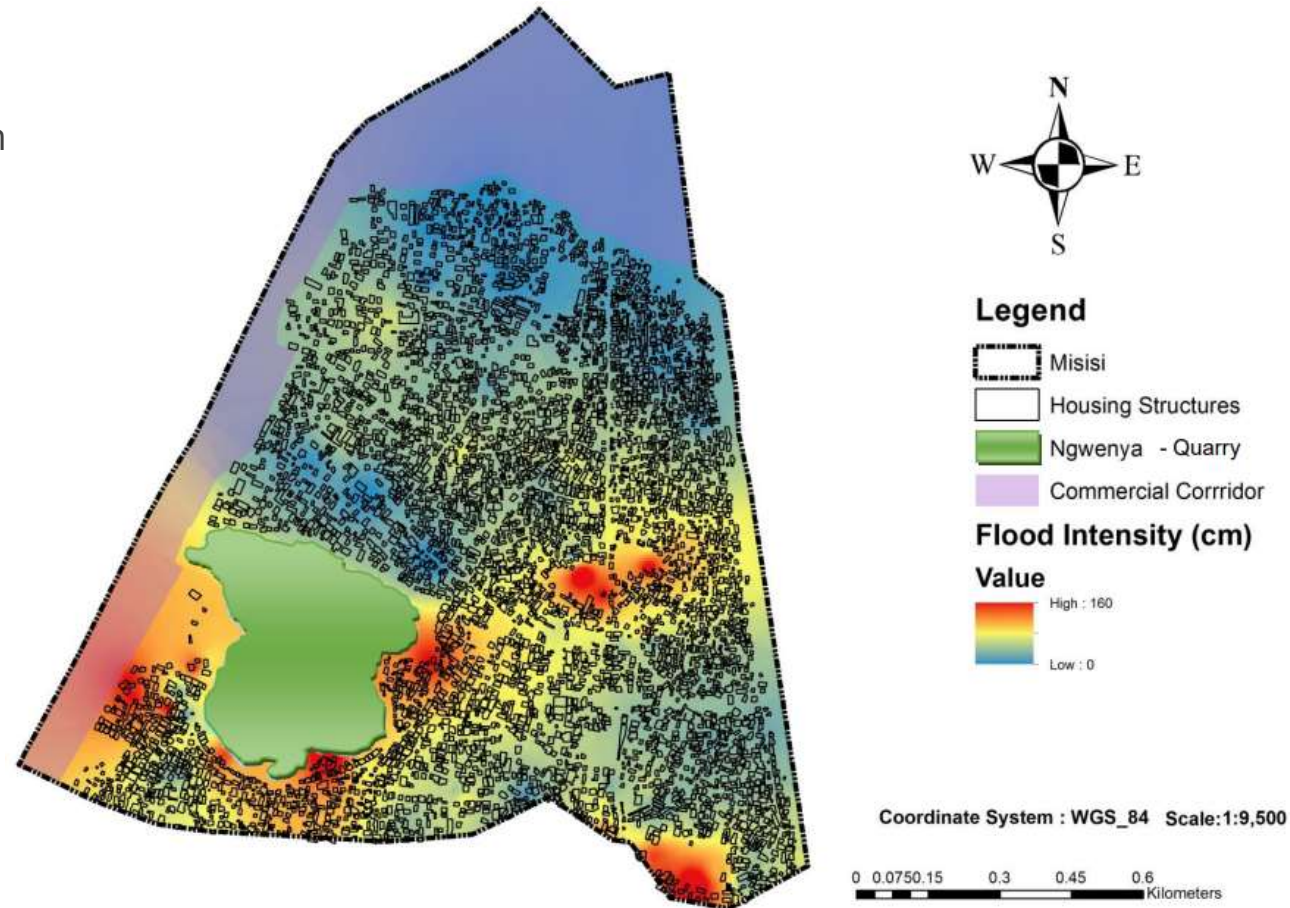 N
W E
S
Legend
Misisi
Housing Structures
Ngwenya - Quarry
Commercial Corrridor
Flood Intensity (cm)
Value
High : 160
Low : 0
Coordinate System : WGS_84 Scale:1:9,500
0 0.0750.15 0.3 0.45 0.6
Kilometers